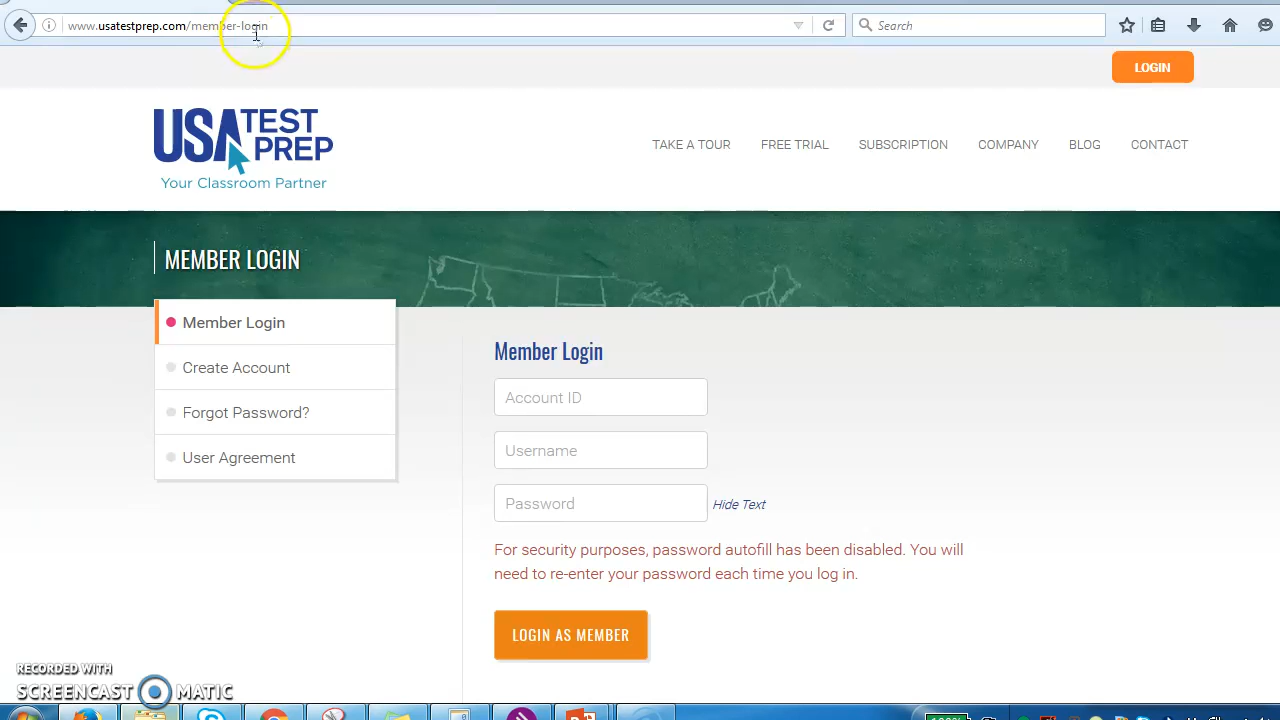 www.usatestprep.com/member-login
Search
LOGIN
USA TEST PREP
Your Classroom Partner
TAKE A TOUR FREE TRIAL SUBSCRIPTION COMPANY BLOG CONTACT
MEMBER LOGIN
Member Login
Create Account
Forgot Password?
User Agreement
Member Login
Account ID
Username
Password
Hide Text
For security purposes, password autofill has been disabled. You will
need to re-enter your password each time you log in.
LOGIN AS MEMBER
RECORDED WITH
SCREENCAST MATIC
100%